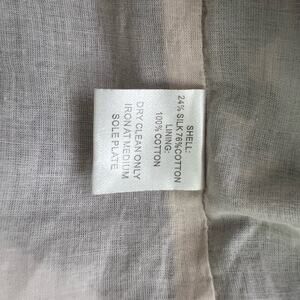 SHELL:
24% SILK 76%COTTON
LINING:
100% COTTON
DRY CLEAN ONLY
IRON AT MEDIUM
SOLE PLATE